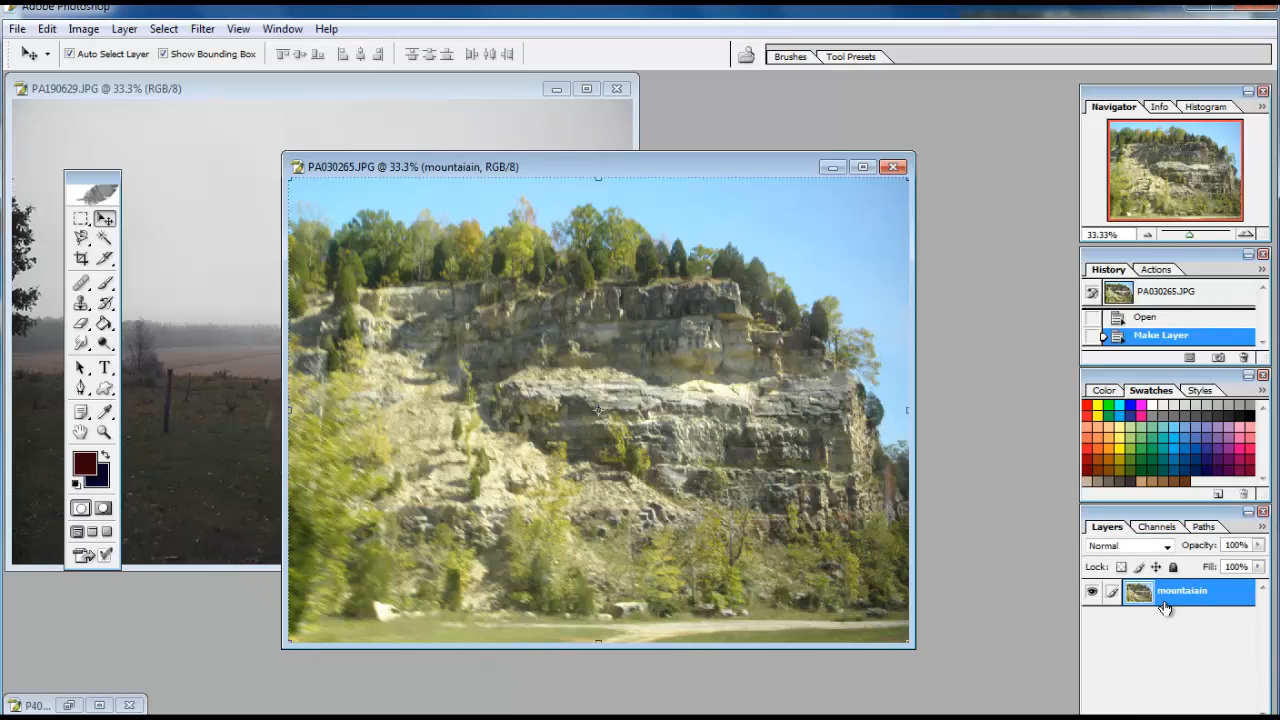 Adobe Photoshop
File Edit Image Layer Select Filter View Window Help
Auto Select Layer Show Bounding Box Brushes Tool Presets
PA190629.JPG @ 33.3% (RGB/8)
PA030265.JPG @ 33.3% (mountaiain, RGB/8)
Navigator Info Histogram
33.33%
History Actions
PA030265.JPG
Open
Make Layer
Color Swatches Styles
Layers Channels Paths
Normal Opacity: 100%
Lock: Fill: 100%
mountaiain
P40...